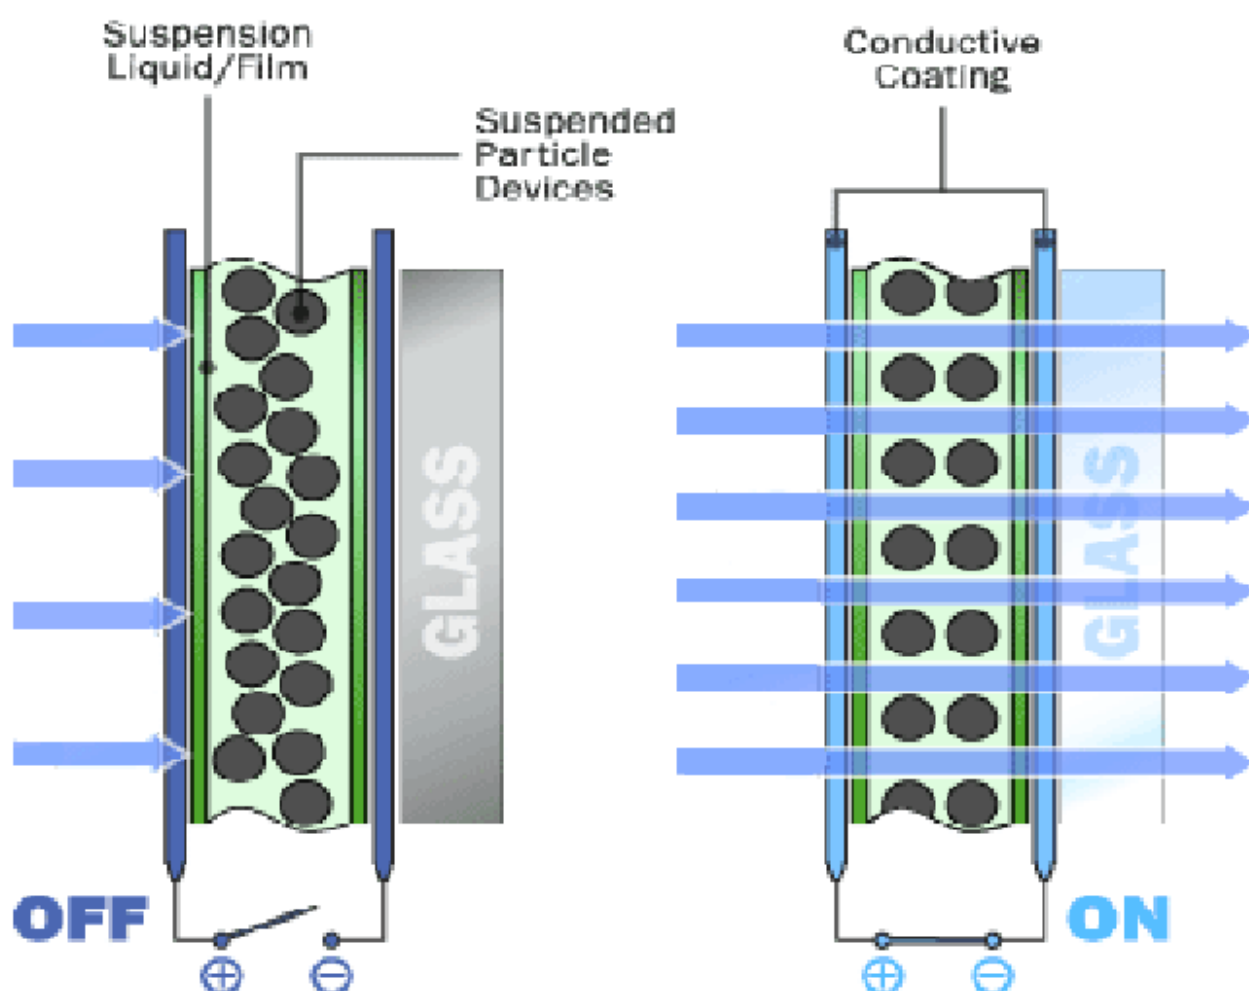 Suspension
Liquid/Film
Suspended
Particle
Devices
Conductive
Coating
GLASS
GLASS
OFF
ON
⊕ ⊖
⊕ ⊖